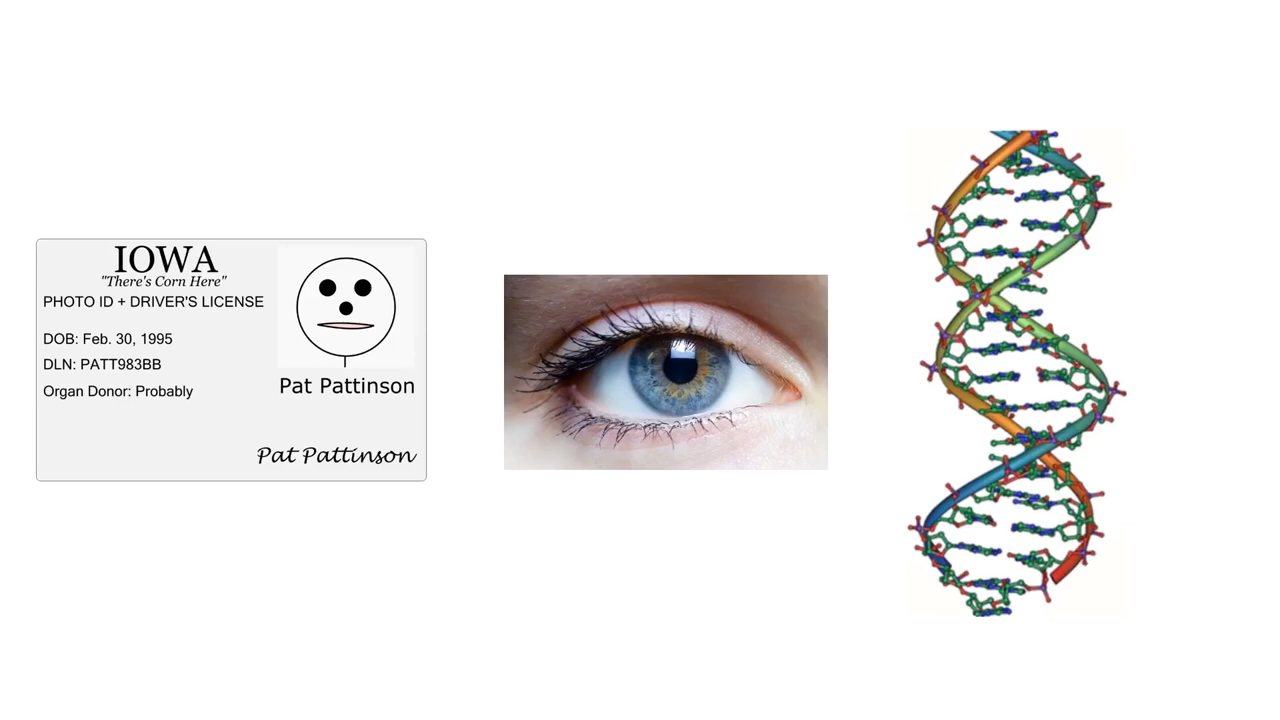 IOWA
"There's Corn Here"
PHOTO ID + DRIVER'S LICENSE
DOB: Feb. 30, 1995
DLN: PATT983BB
Organ Donor: Probably
Pat Pattinson
Pat Pattinson